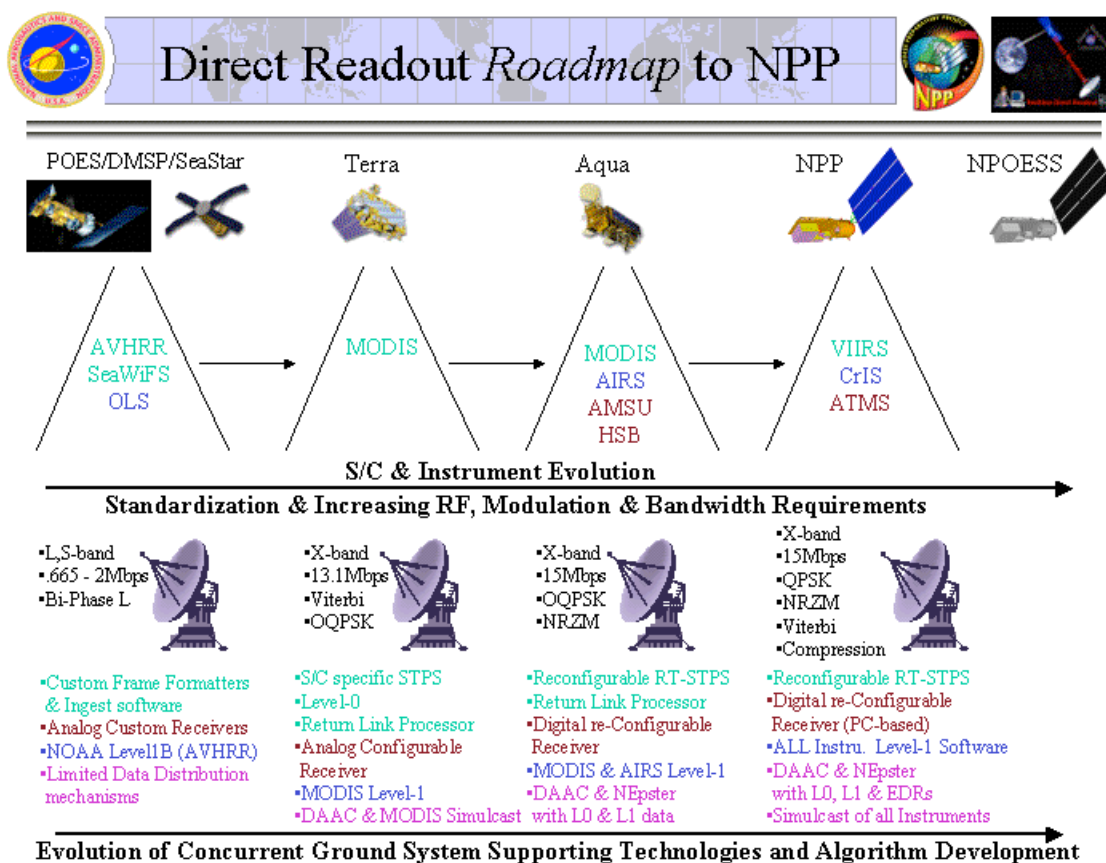 NATIONAL AERONAUTICS AND SPACE ADMINISTRATION
U.S.A.
Direct Readout Roadmap to NPP
NPP
POES/DMSP/SeaStar
Terra
Aqua
NPP
NPOESS
AVHRR
SeaWiFS
OLS
MODIS
MODIS
AIRS
AMSU
HSB
VIIRS
CrIS
ATMS
S/C & Instrument Evolution
Standardization & Increasing RF, Modulation & Bandwidth Requirements
▪L,S-band
▪.665 - 2Mbps
▪Bi-Phase L
▪X-band
▪13.1Mbps
▪Viterbi
▪OQPSK
▪X-band
▪15Mbps
▪OQPSK
▪NRZM
▪X-band
▪15Mbps
▪QPSK
▪NRZM
▪Viterbi
▪Compression
▪Custom Frame Formatters
& Ingest software
▪Analog Custom Receivers
▪NOAA Level1B (AVHRR)
▪Limited Data Distribution
mechanisms
▪S/C specific STPS
▪Level-0
▪Return Link Processor
▪Analog Configurable
Receiver
▪MODIS Level-1
▪DAAC & MODIS Simulcast
▪Reconfigurable RT-STPS
▪Return Link Processor
▪Digital re-Configurable
Receiver
▪MODIS & AIRS Level-1
▪DAAC & NEpster
with L0 & L1 data
▪Reconfigurable RT-STPS
▪Digital re-Configurable
Receiver (PC-based)
▪ALL Instru. Level-1 Software
▪DAAC & NEpster
with L0, L1 & EDRs
▪Simulcast of all Instruments
Evolution of Concurrent Ground System Supporting Technologies and Algorithm Development